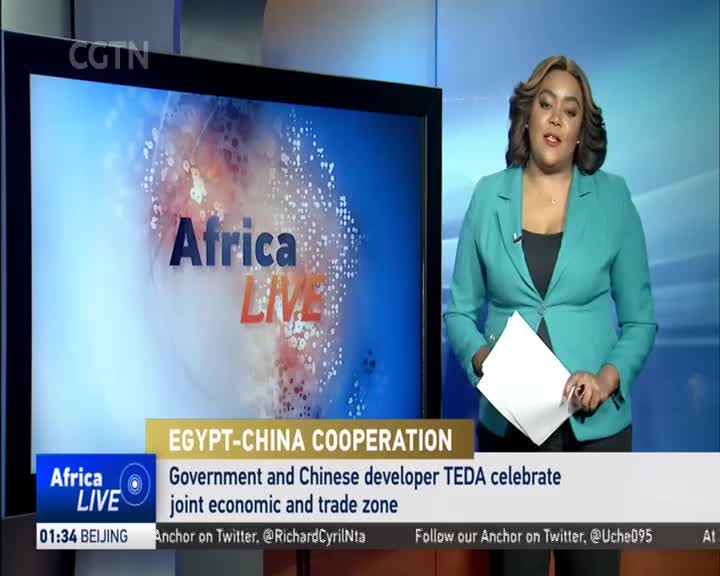 CGTN
Africa
LIVE
EGYPT-CHINA COOPERATION
Government and Chinese developer TEDA celebrate
joint economic and trade zone
Africa
LIVE
01:34 BEIJING
Anchor on Twitter, @RichardCyrilNta Follow our Anchor on Twitter, @Uche095 At